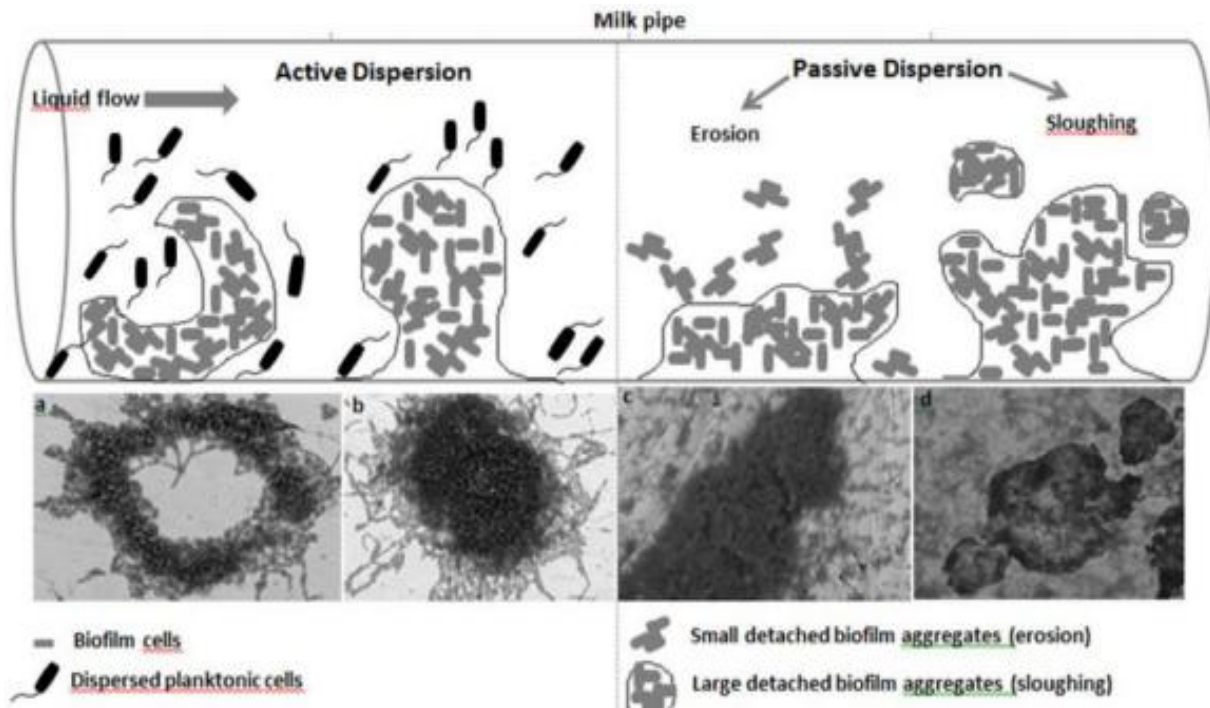 Milk pipe
Active Dispersion
Passive Dispersion
Liquid flow
Erosion
Sloughing
a
b
c
d
Biofilm cells
Dispersed planktonic cells
Small detached biofilm aggregates (erosion)
Large detached biofilm aggregates (sloughing)